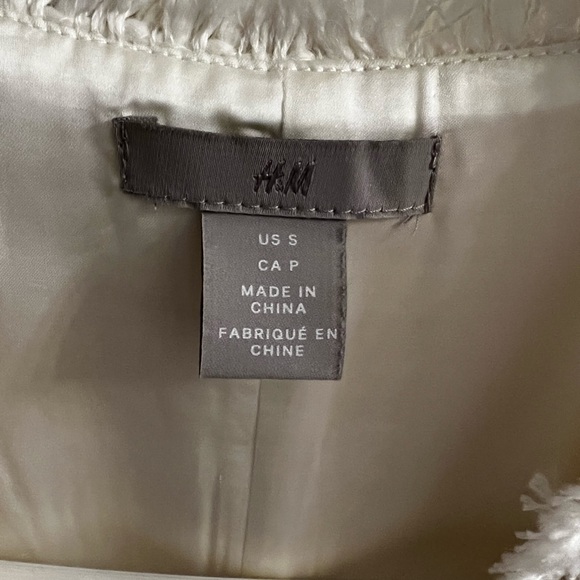 H&M
US S
CA P
MADE IN
CHINA
FABRIQUÉ EN
CHINE